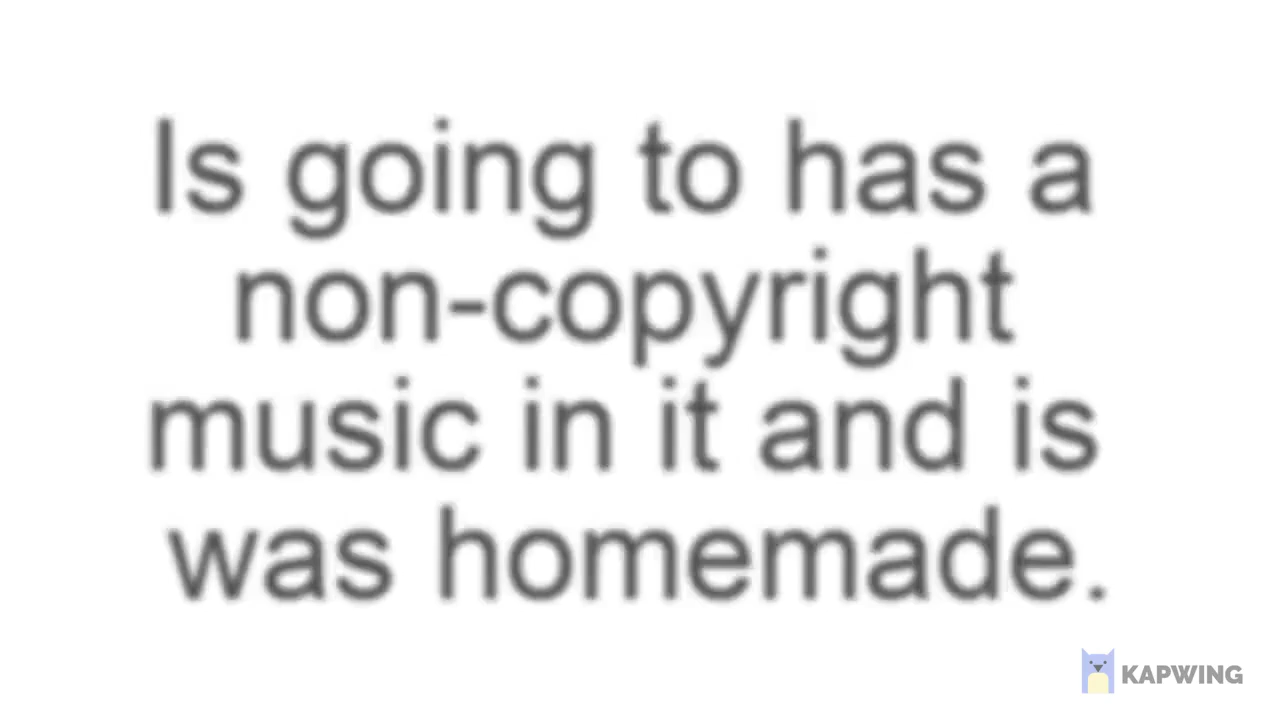 Is going to has a
non-copyright
music in it and is
was homemade.
KAPWING